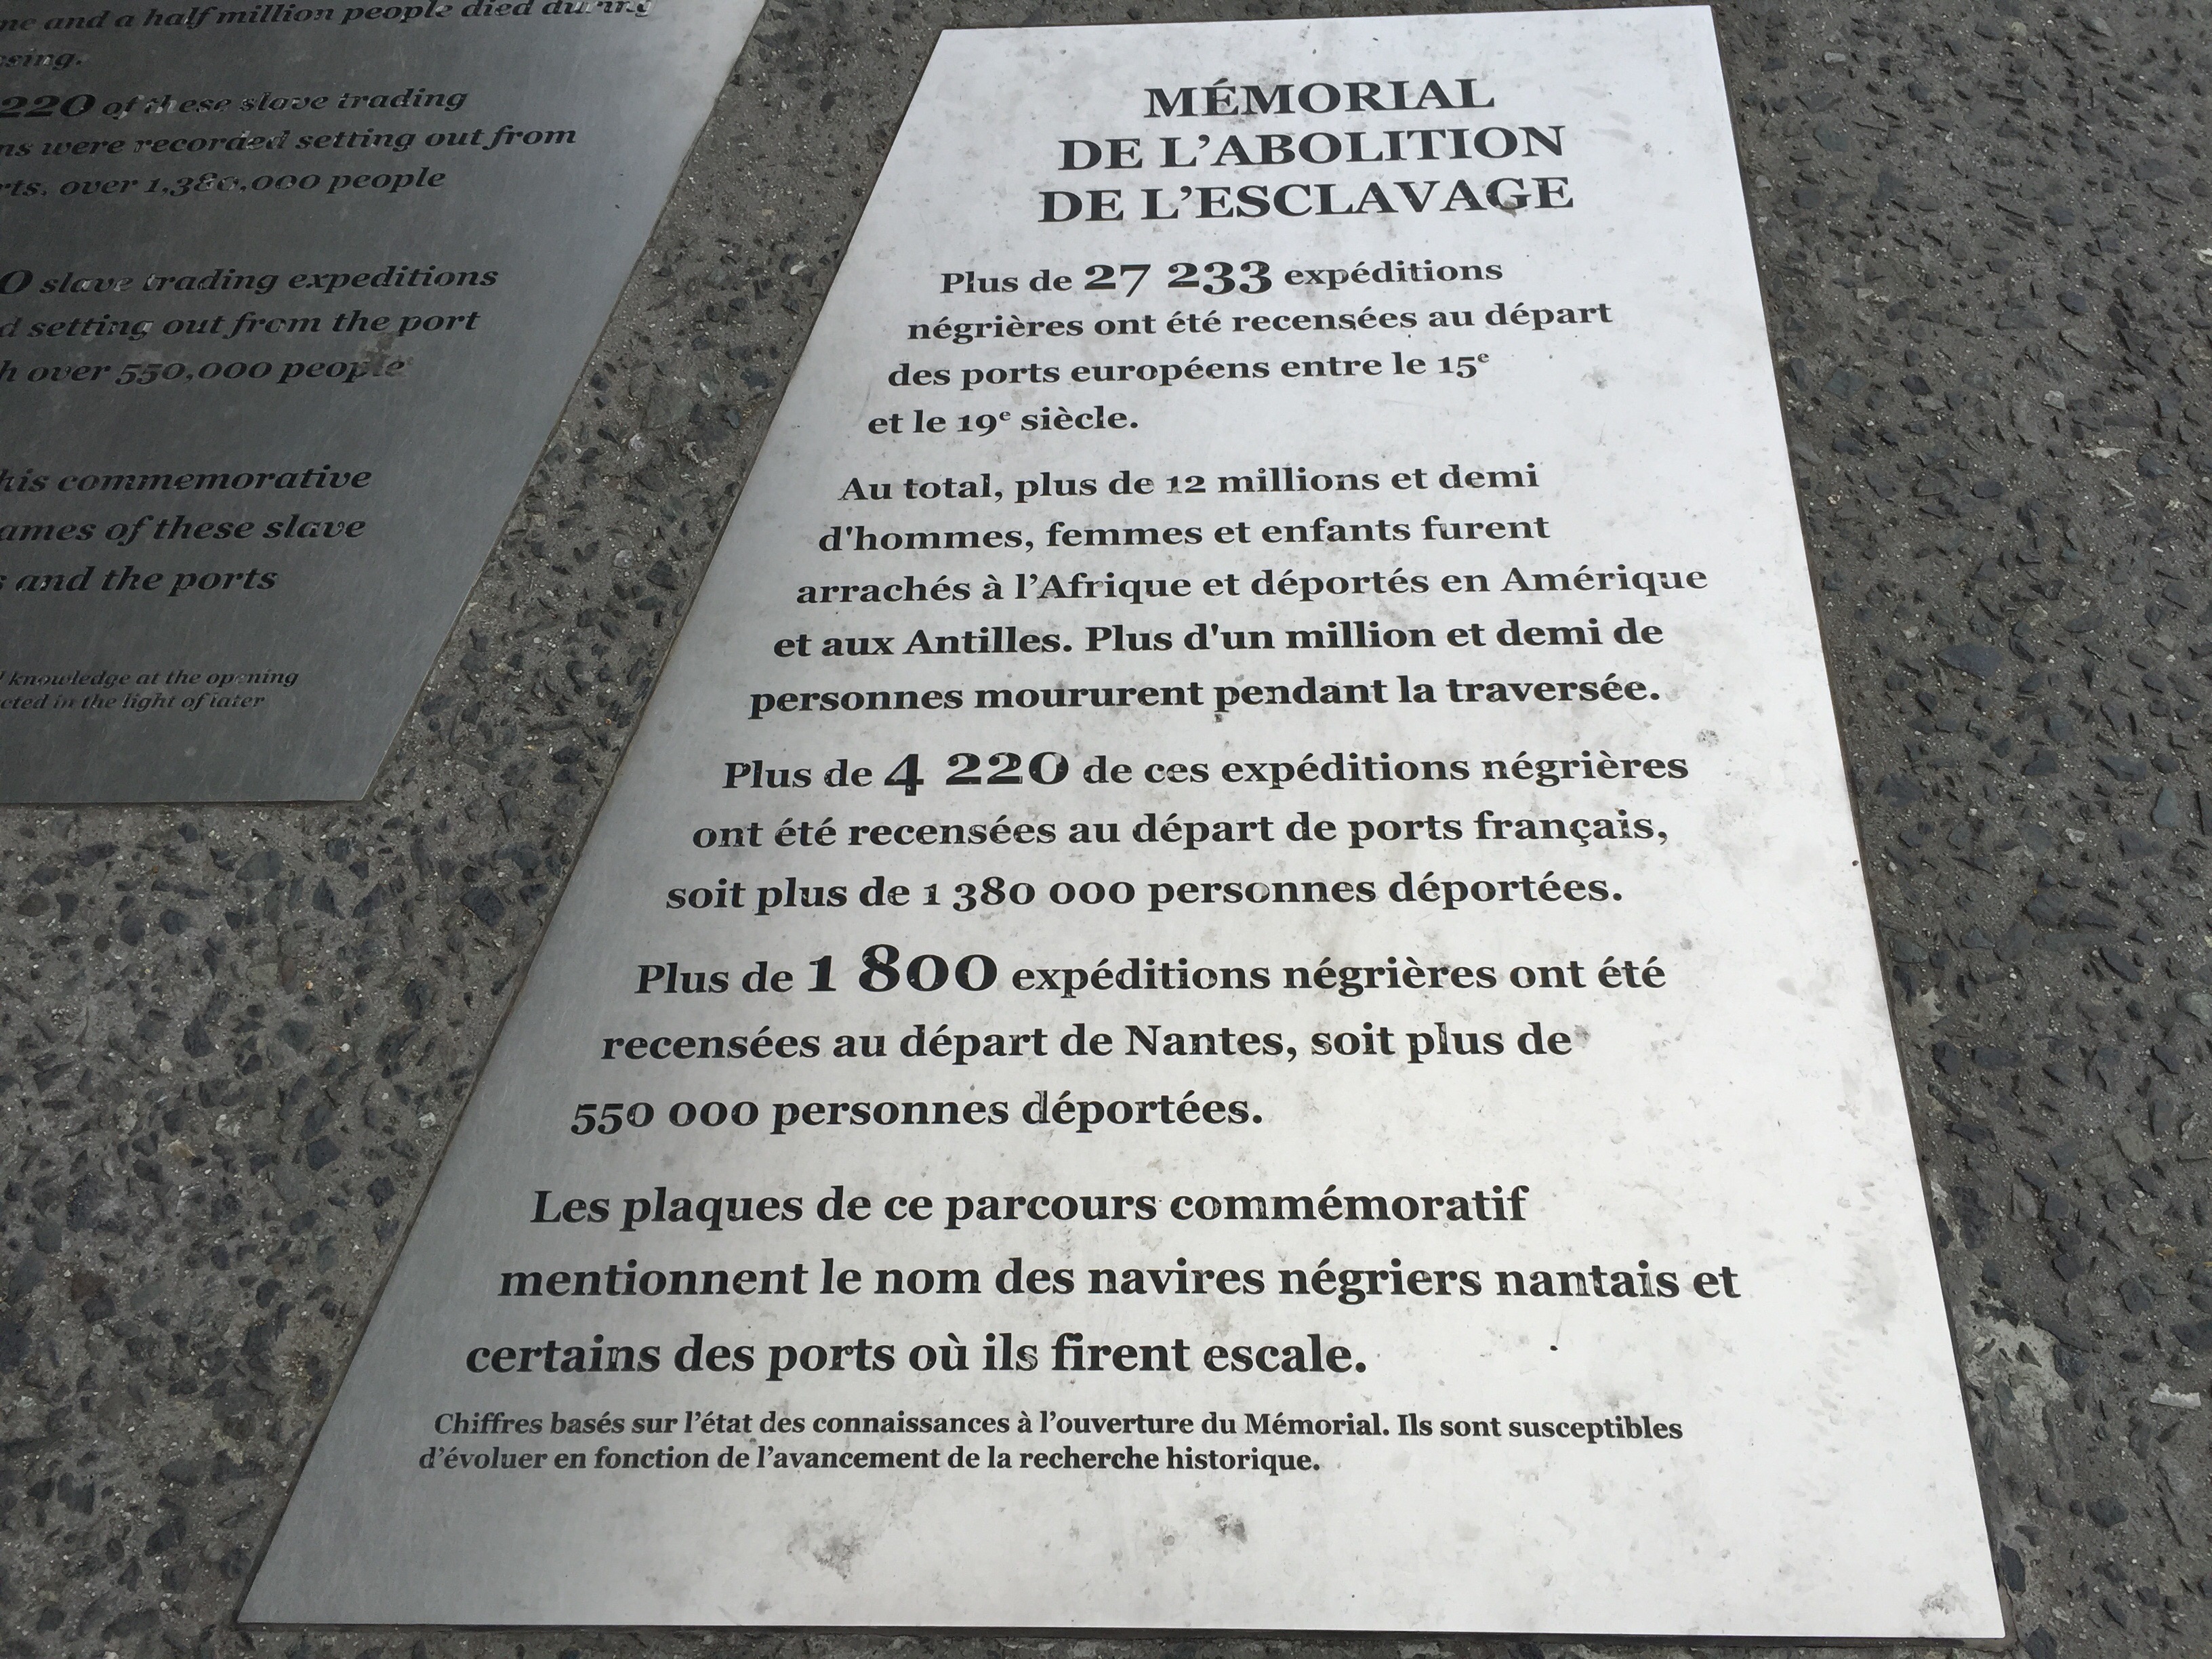 and a half million people died during
220 of these slave trading
were recorded setting out from
over 1,380,000 people
slave trading expeditions
setting out from the port
over 550,000 people
commemorative
of these slave
and the ports
knowledge at the opening
in the light of later
MÉMORIAL
DE L’ABOLITION
DE L’ESCLAVAGE
Plus de 27 233 expéditions
négrières ont été recensées au départ
des ports européens entre le 15e
et le 19e siècle.
Au total, plus de 12 millions et demi
d'hommes, femmes et enfants furent
arrachés à l’Afrique et déportés en Amérique
et aux Antilles. Plus d'un million et demi de
personnes moururent pendant la traversée.
Plus de 4 220 de ces expéditions négrières
ont été recensées au départ de ports français,
soit plus de 1 380 000 personnes déportées.
Plus de 1 800 expéditions négrières ont été
recensées au départ de Nantes, soit plus de
550 000 personnes déportées.
Les plaques de ce parcours commémoratif
mentionnent le nom des navires négriers nantais et
certains des ports où ils firent escale.
Chiffres basés sur l’état des connaissances à l’ouverture du Mémorial. Ils sont susceptibles
d’évoluer en fonction de l’avancement de la recherche historique.